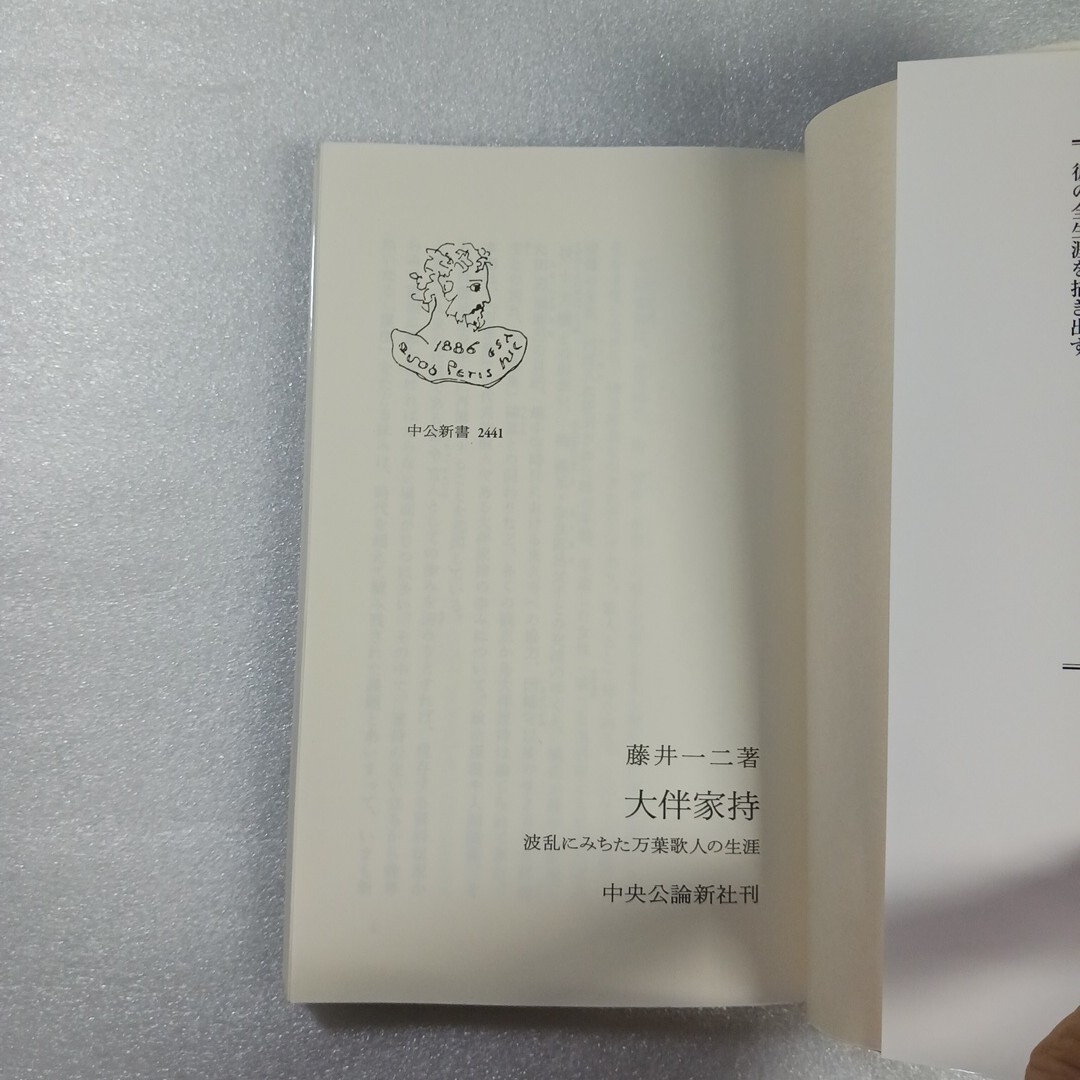 1886 EST
QUOD PETIS HIC
中公新書 2441
藤井一二著
大伴家持
波乱にみちた万葉歌人の生涯
中央公論新社刊
彼の全生涯を描き出す